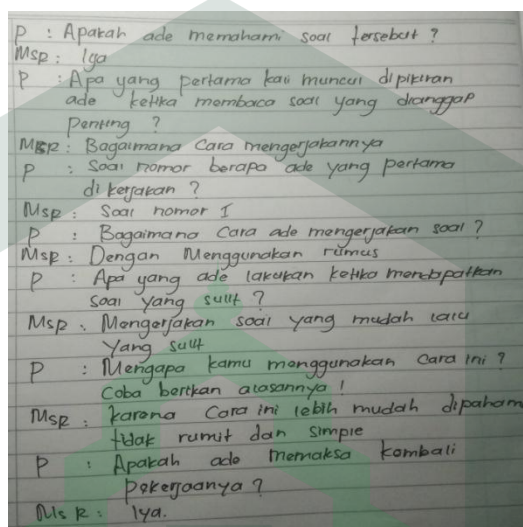 P : Apakah ade memahami soal tersebut ?
MSR : Iya
P : Apa yang pertama kali muncul dipikiran
ade ketika membaca soal yang dianggap
penting ?
MSR : Bagaimana Cara mengerjakannya
P : Soal nomor berapa ade yang pertama
di kerjakan ?
MSR : Soal nomor I
P : Bagaimana Cara ade mengerjakan soal ?
MSR : Dengan Menggunakan rumus
P : Apa yang ade lakukan ketika mendapatkan
Soal yang sulit ?
MSR : Mengerjakan soal yang mudah lalu
Yang sulit
P : Mengapa kamu menggunakan cara ini ?
Coba berikan alasannya !
MSR : karena Cara ini lebih mudah dipaham
tidak rumit dan simple
P : Apakah ade memaksa kembali
Pekerjaanya ?
MSR : Iya.